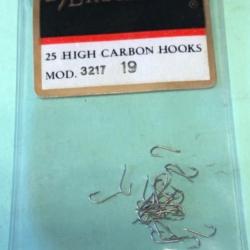 25 HIGH CARBON HOOKS
MOD. 3217 19